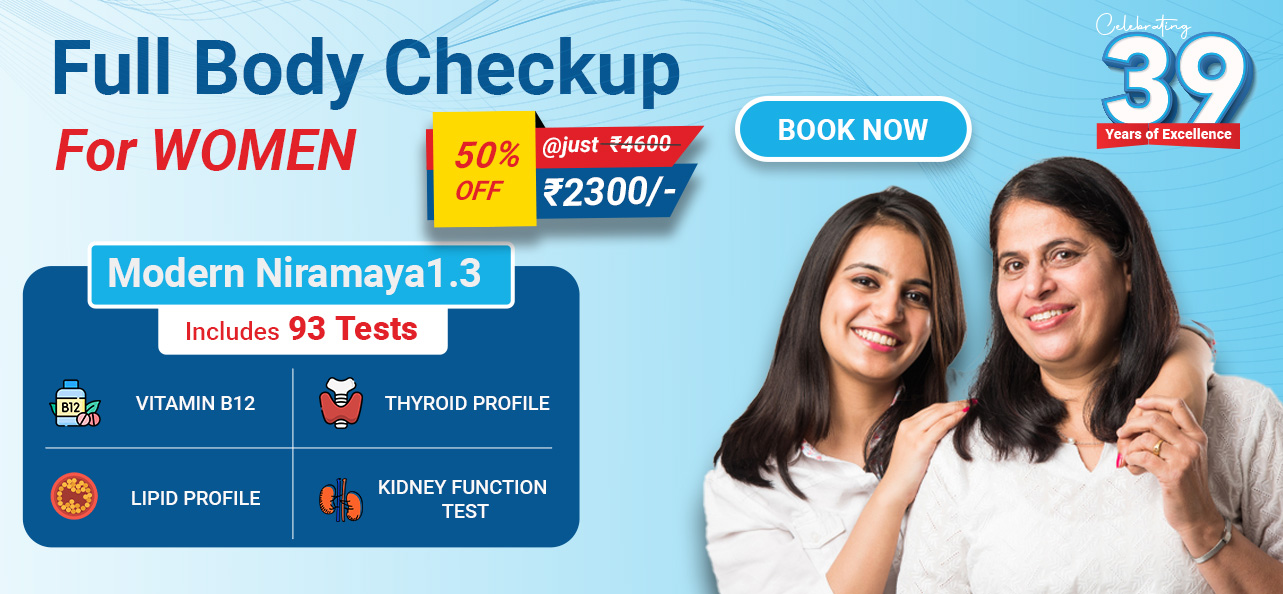 Full Body Checkup
For WOMEN
50%
OFF
@just ₹4600
₹2300/-
BOOK NOW
Celebrating
39
Years of Excellence
Modern Niramaya1.3
Includes 93 Tests
B12
VITAMIN B12
THYROID PROFILE
LIPID PROFILE
KIDNEY FUNCTION
TEST